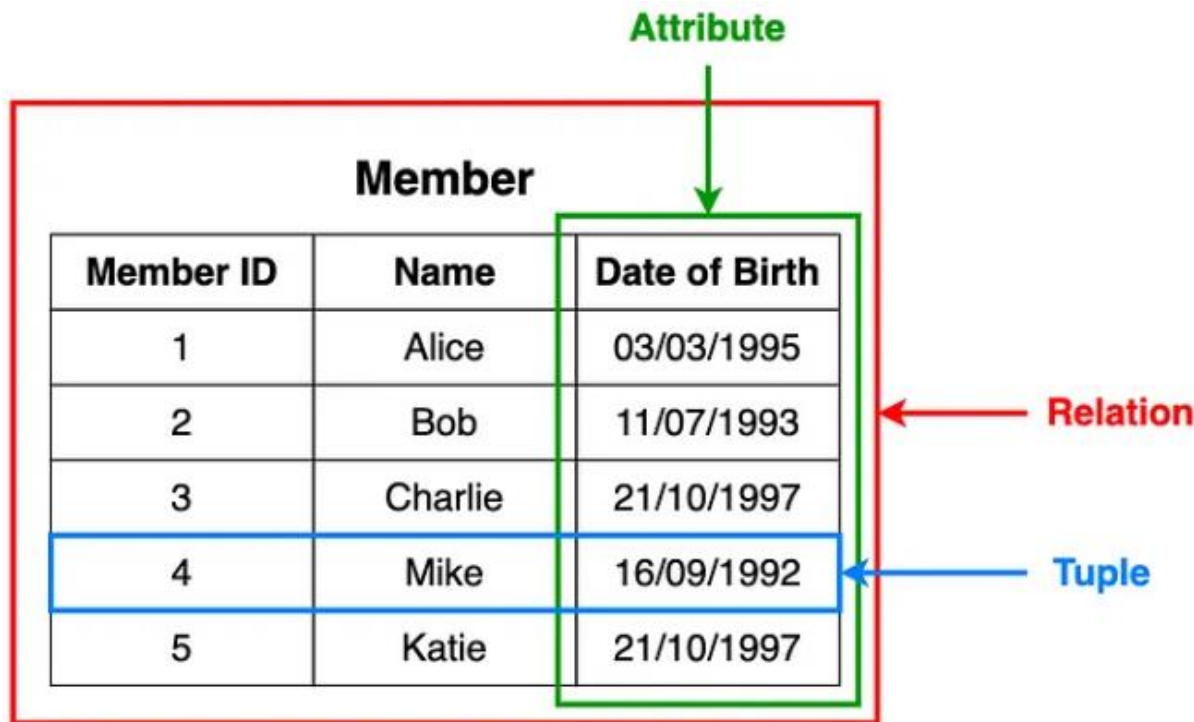 Attribute
Member
Member ID Name Date of Birth
1 Alice 03/03/1995
2 Bob 11/07/1993
Relation
3 Charlie 21/10/1997
4 Mike 16/09/1992
Tuple
5 Katie 21/10/1997